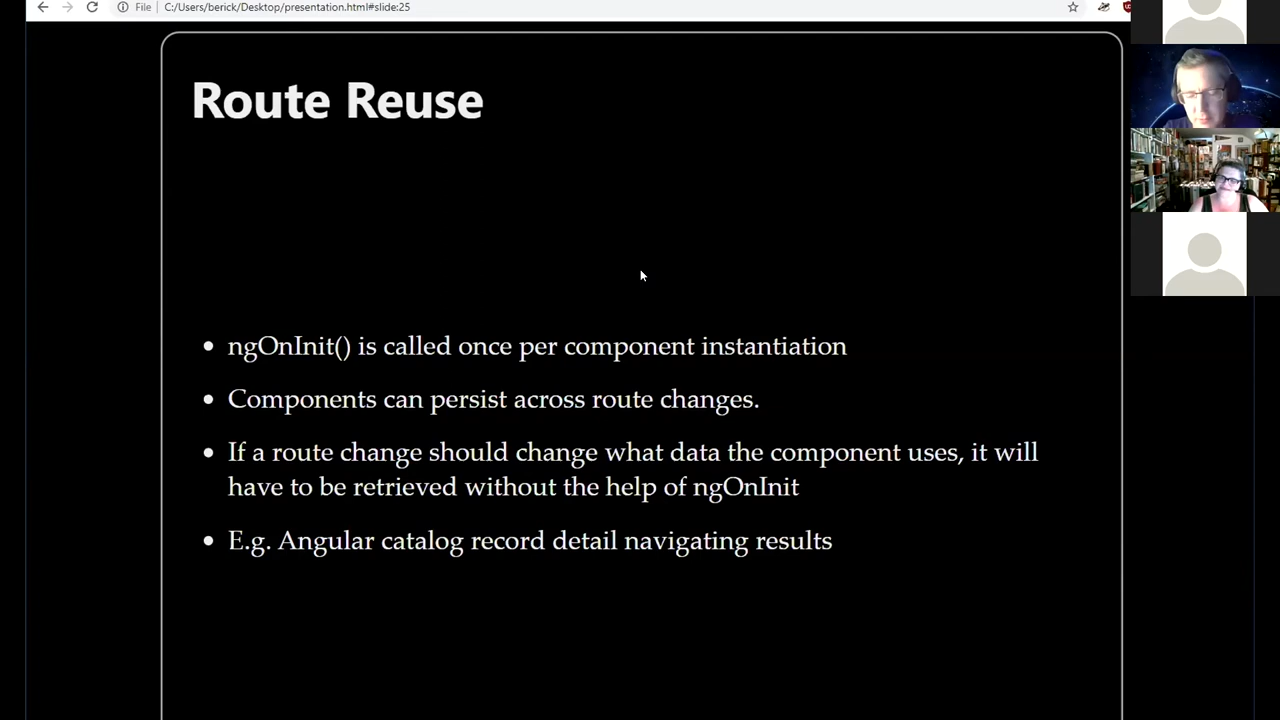 File
C:/Users/berick/Desktop/presentation.html#slide:25
Route Reuse
• ngOnInit() is called once per component instantiation
• Components can persist across route changes.
• If a route change should change what data the component uses, it will
have to be retrieved without the help of ngOnInit
• E.g. Angular catalog record detail navigating results